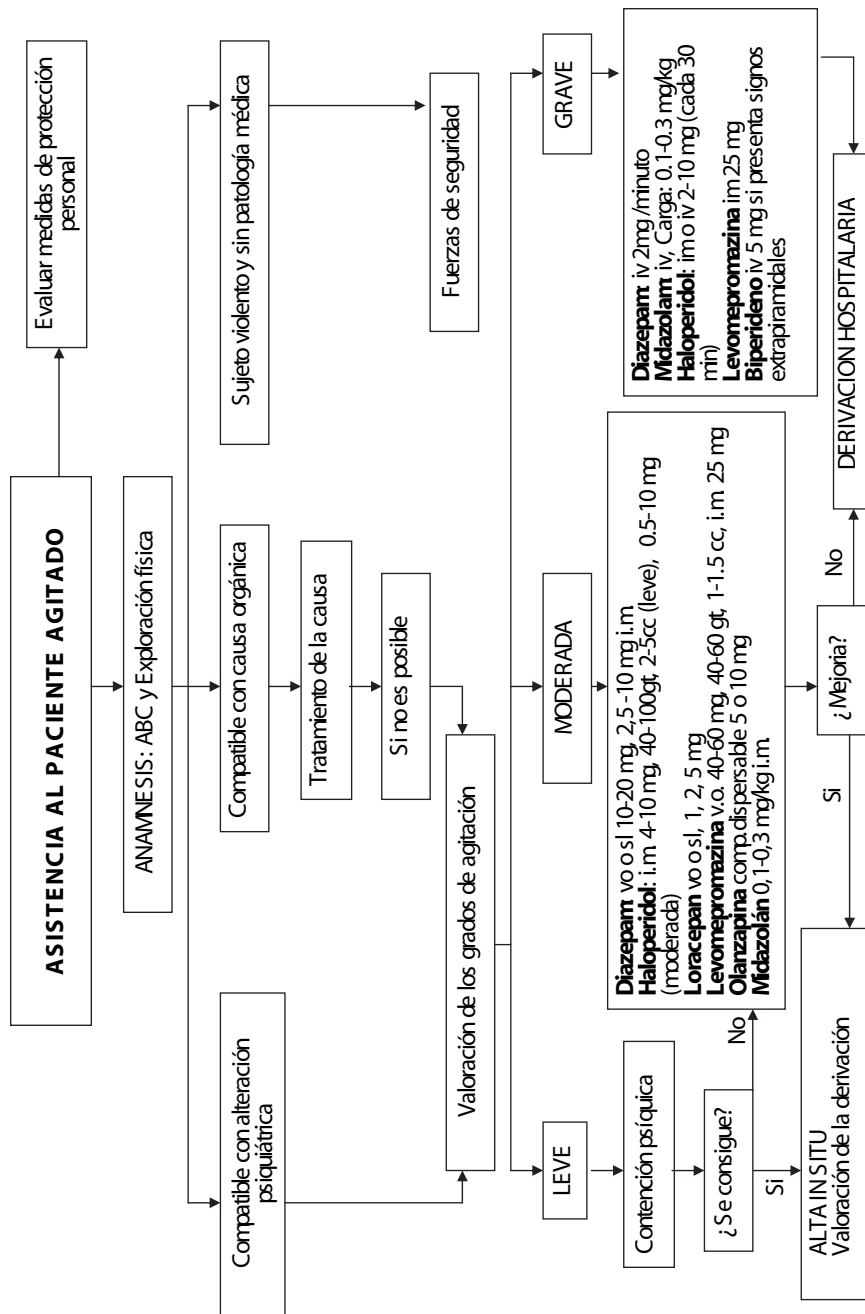 ASISTENCIA AL PACIENTE AGITADO
Evaluar medidas de protección
personal
ANAMNESIS: ABC y Exploración física
Compatible con alteración
psiquiátrica
Compatible con causa orgánica
Sujeto violento y sin patología médica
Tratamiento de la causa
Si no es posible
Fuerzas de seguridad
Valoración de los grados de agitación
LEVE
MODERADA
GRAVE
Contención psíquica
¿Se consigue?
No
Si
Diazepam: vo o sl 10-20 mg, 2,5 -10 mg i.m
Haloperidol: i.m 4-10 mg, 40-100gt, 2-5cc (leve), 0.5-10 mg
(moderada)
Loracepan vo o sl, 1, 2, 5 mg
Levomepromazina v.o. 40-60 mg, 40-60 gt, 1-1.5 cc, i.m. 25 mg
Olanzapina comp.dispersable 5 o 10 mg
Midazolán 0,1-0,3 mg/kg i.m.
Diazepam: iv 2mg /minuto
Midazolam: iv, Carga: 0.1-0.3 mg/kg
Haloperidol: im o iv 2-10 mg (cada 30
min)
Levomepromazina im 25 mg
Biperideno iv 5 mg si presenta signos
extrapiramidales
¿Mejoria?
Si
No
ALTA IN SITU
Valoración de la derivación
DERIVACION HOSPITALARIA